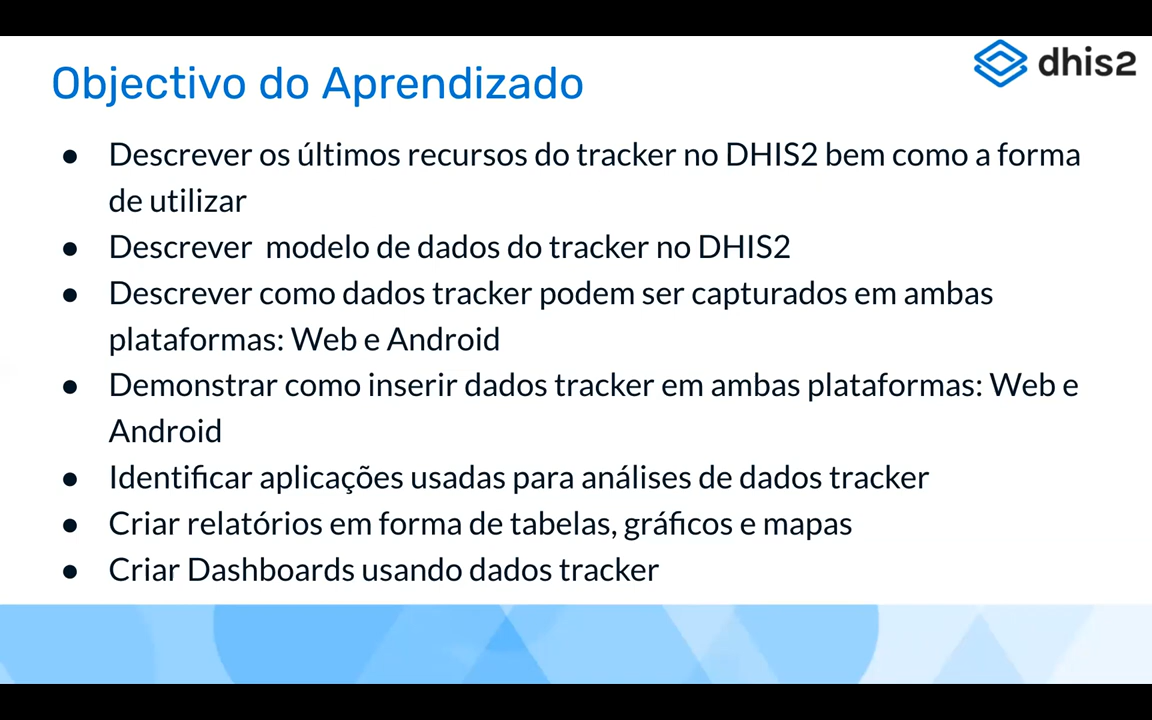 dhis2
Objectivo do Aprendizado
● Descrever os últimos recursos do tracker no DHIS2 bem como a forma
de utilizar
● Descrever  modelo de dados do tracker no DHIS2
● Descrever como dados tracker podem ser capturados em ambas
plataformas: Web e Android
● Demonstrar como inserir dados tracker em ambas plataformas: Web e
Android
● Identificar aplicações usadas para análises de dados tracker
● Criar relatórios em forma de tabelas, gráficos e mapas
● Criar Dashboards usando dados tracker